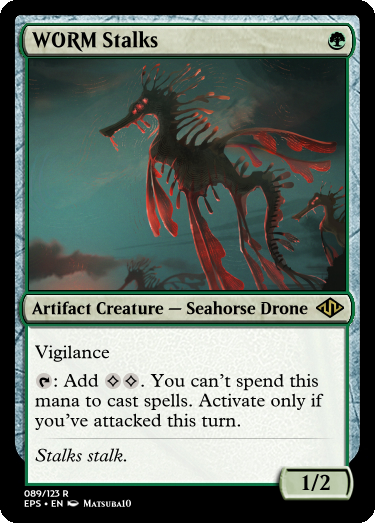 WORM Stalks
Artifact Creature — Seahorse Drone
Vigilance
: Add . You can't spend this
mana to cast spells. Activate only if
you've attacked this turn.
Stalks stalk.
1/2
089/123 R
EPS • EN Matsuba10